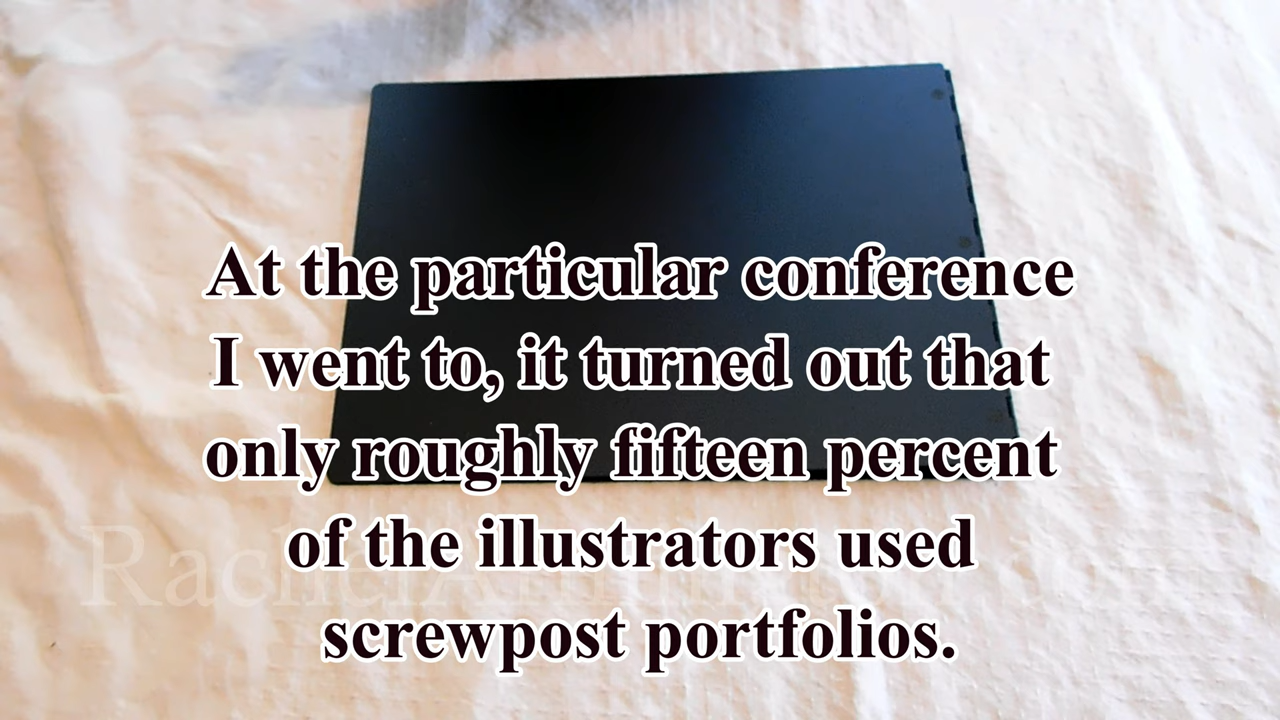 At the particular conference
I went to, it turned out that
only roughly fifteen percent
of the illustrators used
screwpost portfolios.